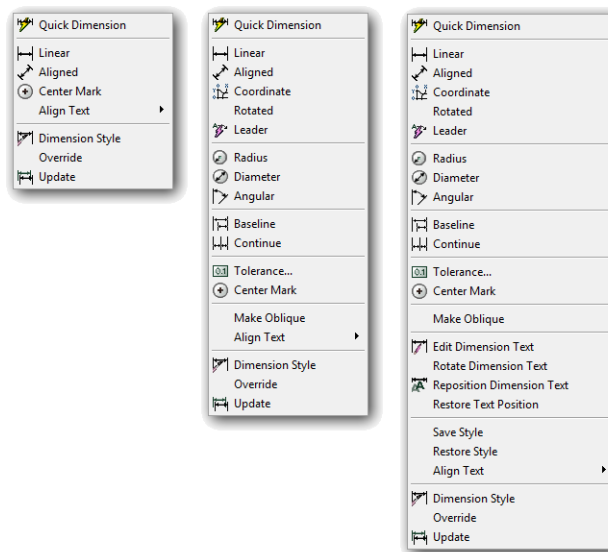 Quick Dimension
Linear
Aligned
Center Mark
Align Text
Dimension Style
Override
Update
Quick Dimension
Linear
Aligned
Coordinate
Rotated
Leader
Radius
Diameter
Angular
Baseline
Continue
Tolerance...
Center Mark
Make Oblique
Align Text
Dimension Style
Override
Update
Quick Dimension
Linear
Aligned
Coordinate
Rotated
Leader
Radius
Diameter
Angular
Baseline
Continue
Tolerance...
Center Mark
Make Oblique
Edit Dimension Text
Rotate Dimension Text
Reposition Dimension Text
Restore Text Position
Save Style
Restore Style
Align Text
Dimension Style
Override
Update